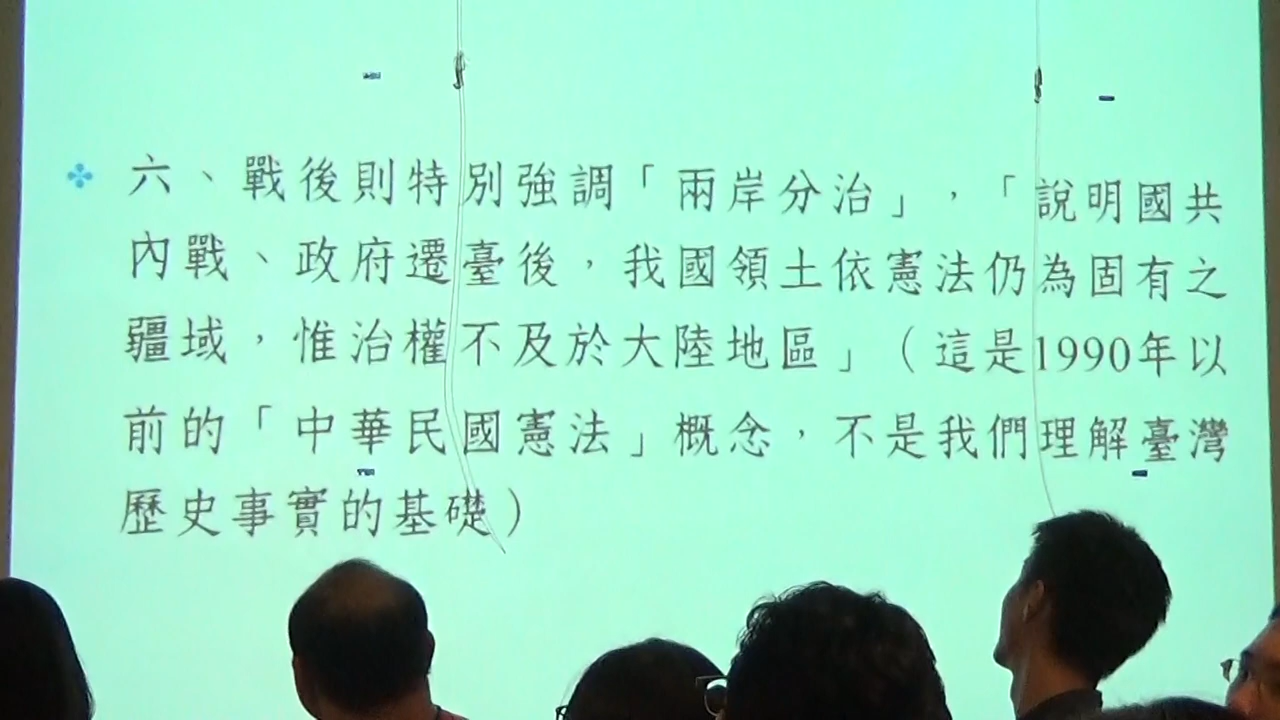 六、戰後則特別強調「兩岸分治」，「說明國共
內戰、政府遷臺後，我國領土依憲法仍為固有之
疆域，惟治權不及於大陸地區」（這是1990年以
前的「中華民國憲法」概念，不是我們理解臺灣
歷史事實的基礎）